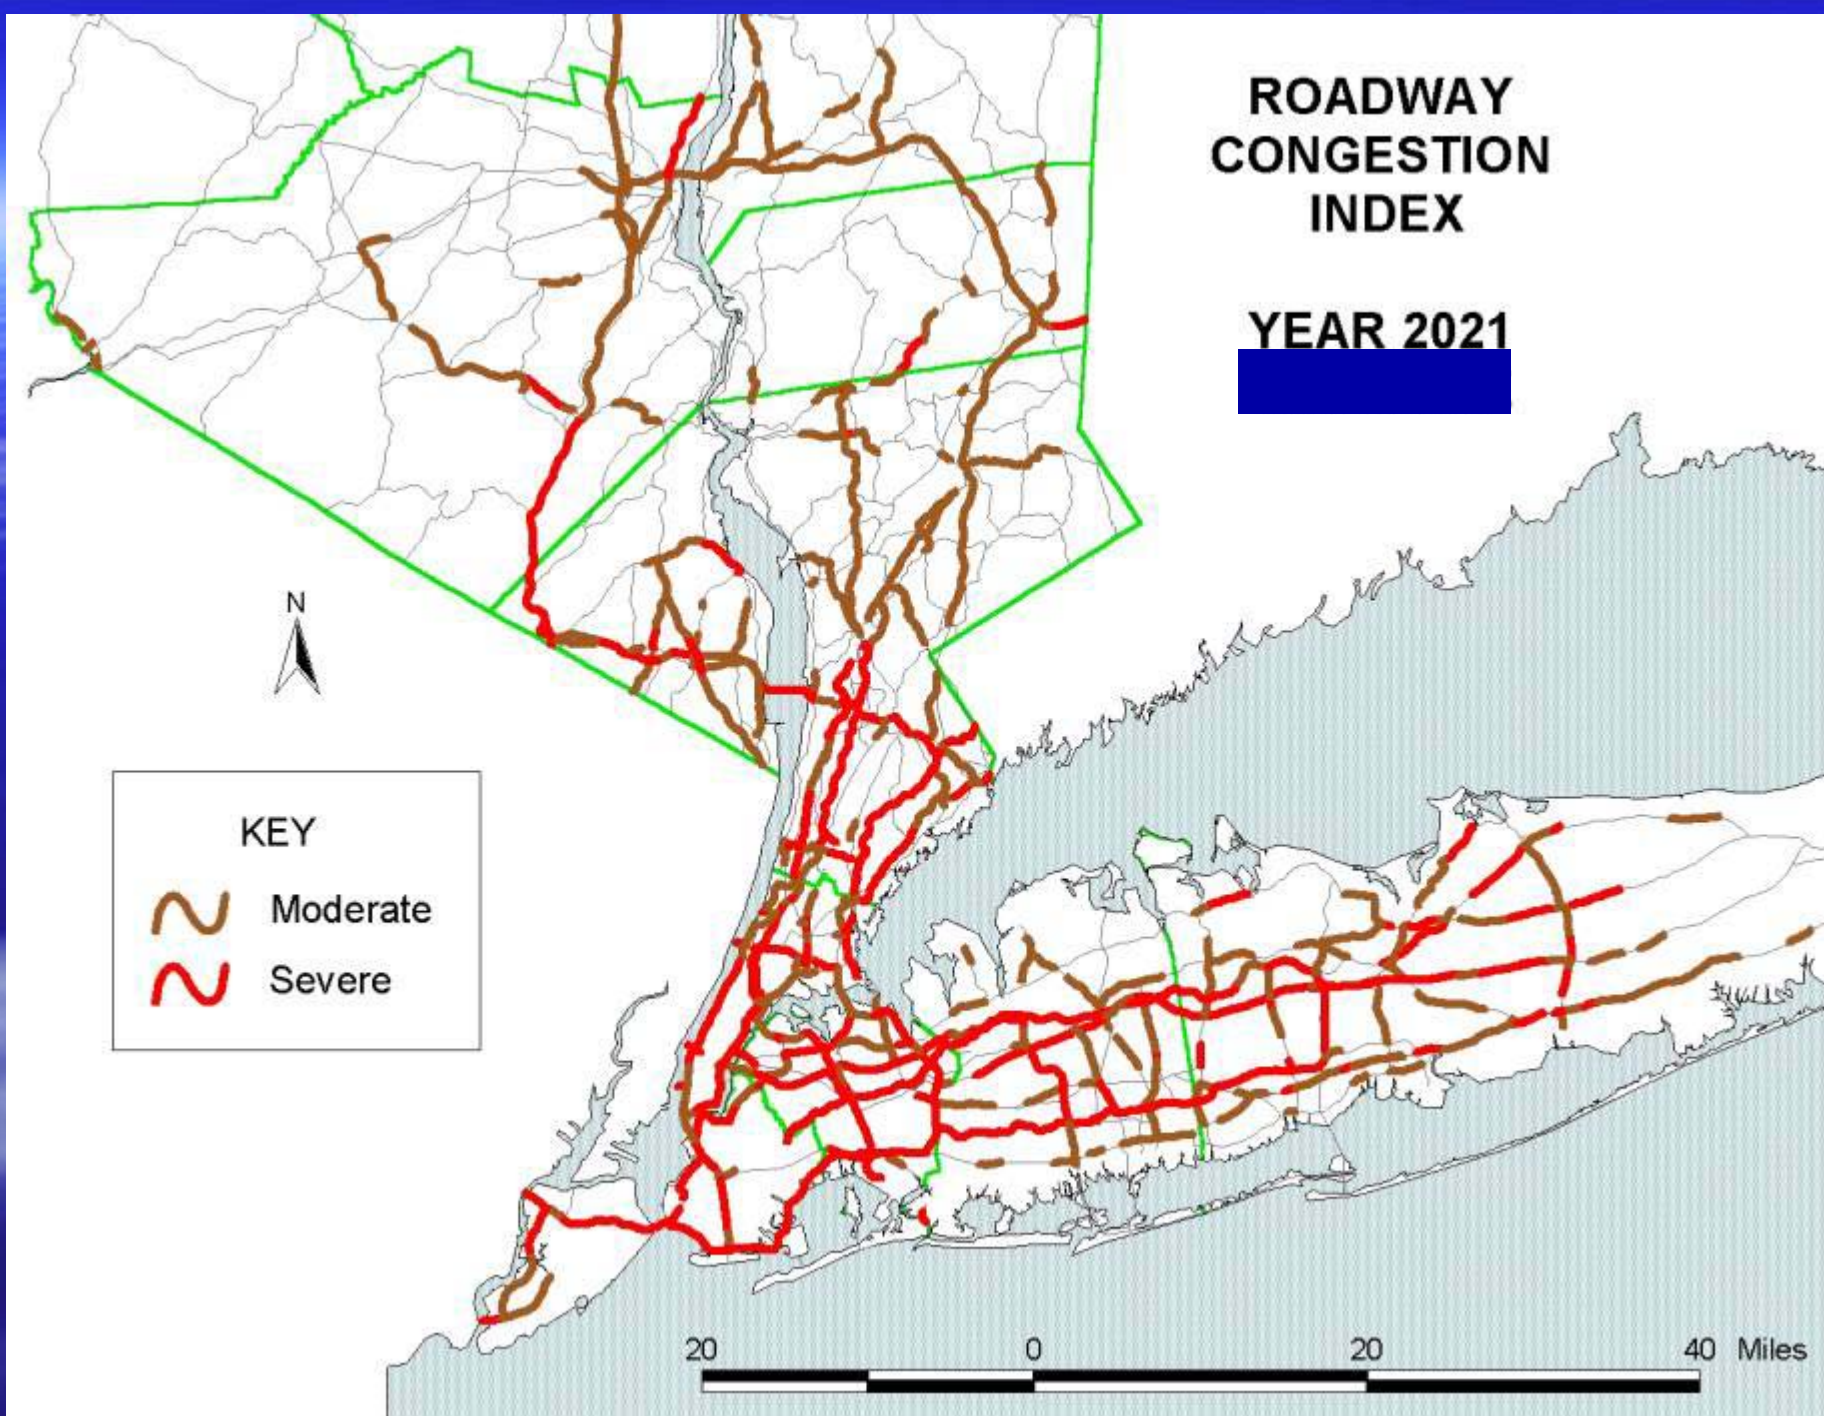 ROADWAY
CONGESTION
INDEX
YEAR 2021
N
KEY
Moderate
Severe
20 0 20 40 Miles